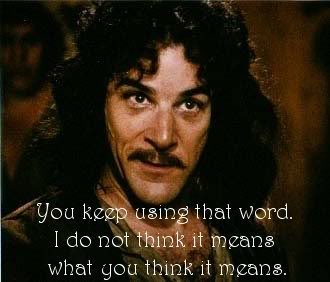 You keep using that word.
I do not think it means
what you think it means.